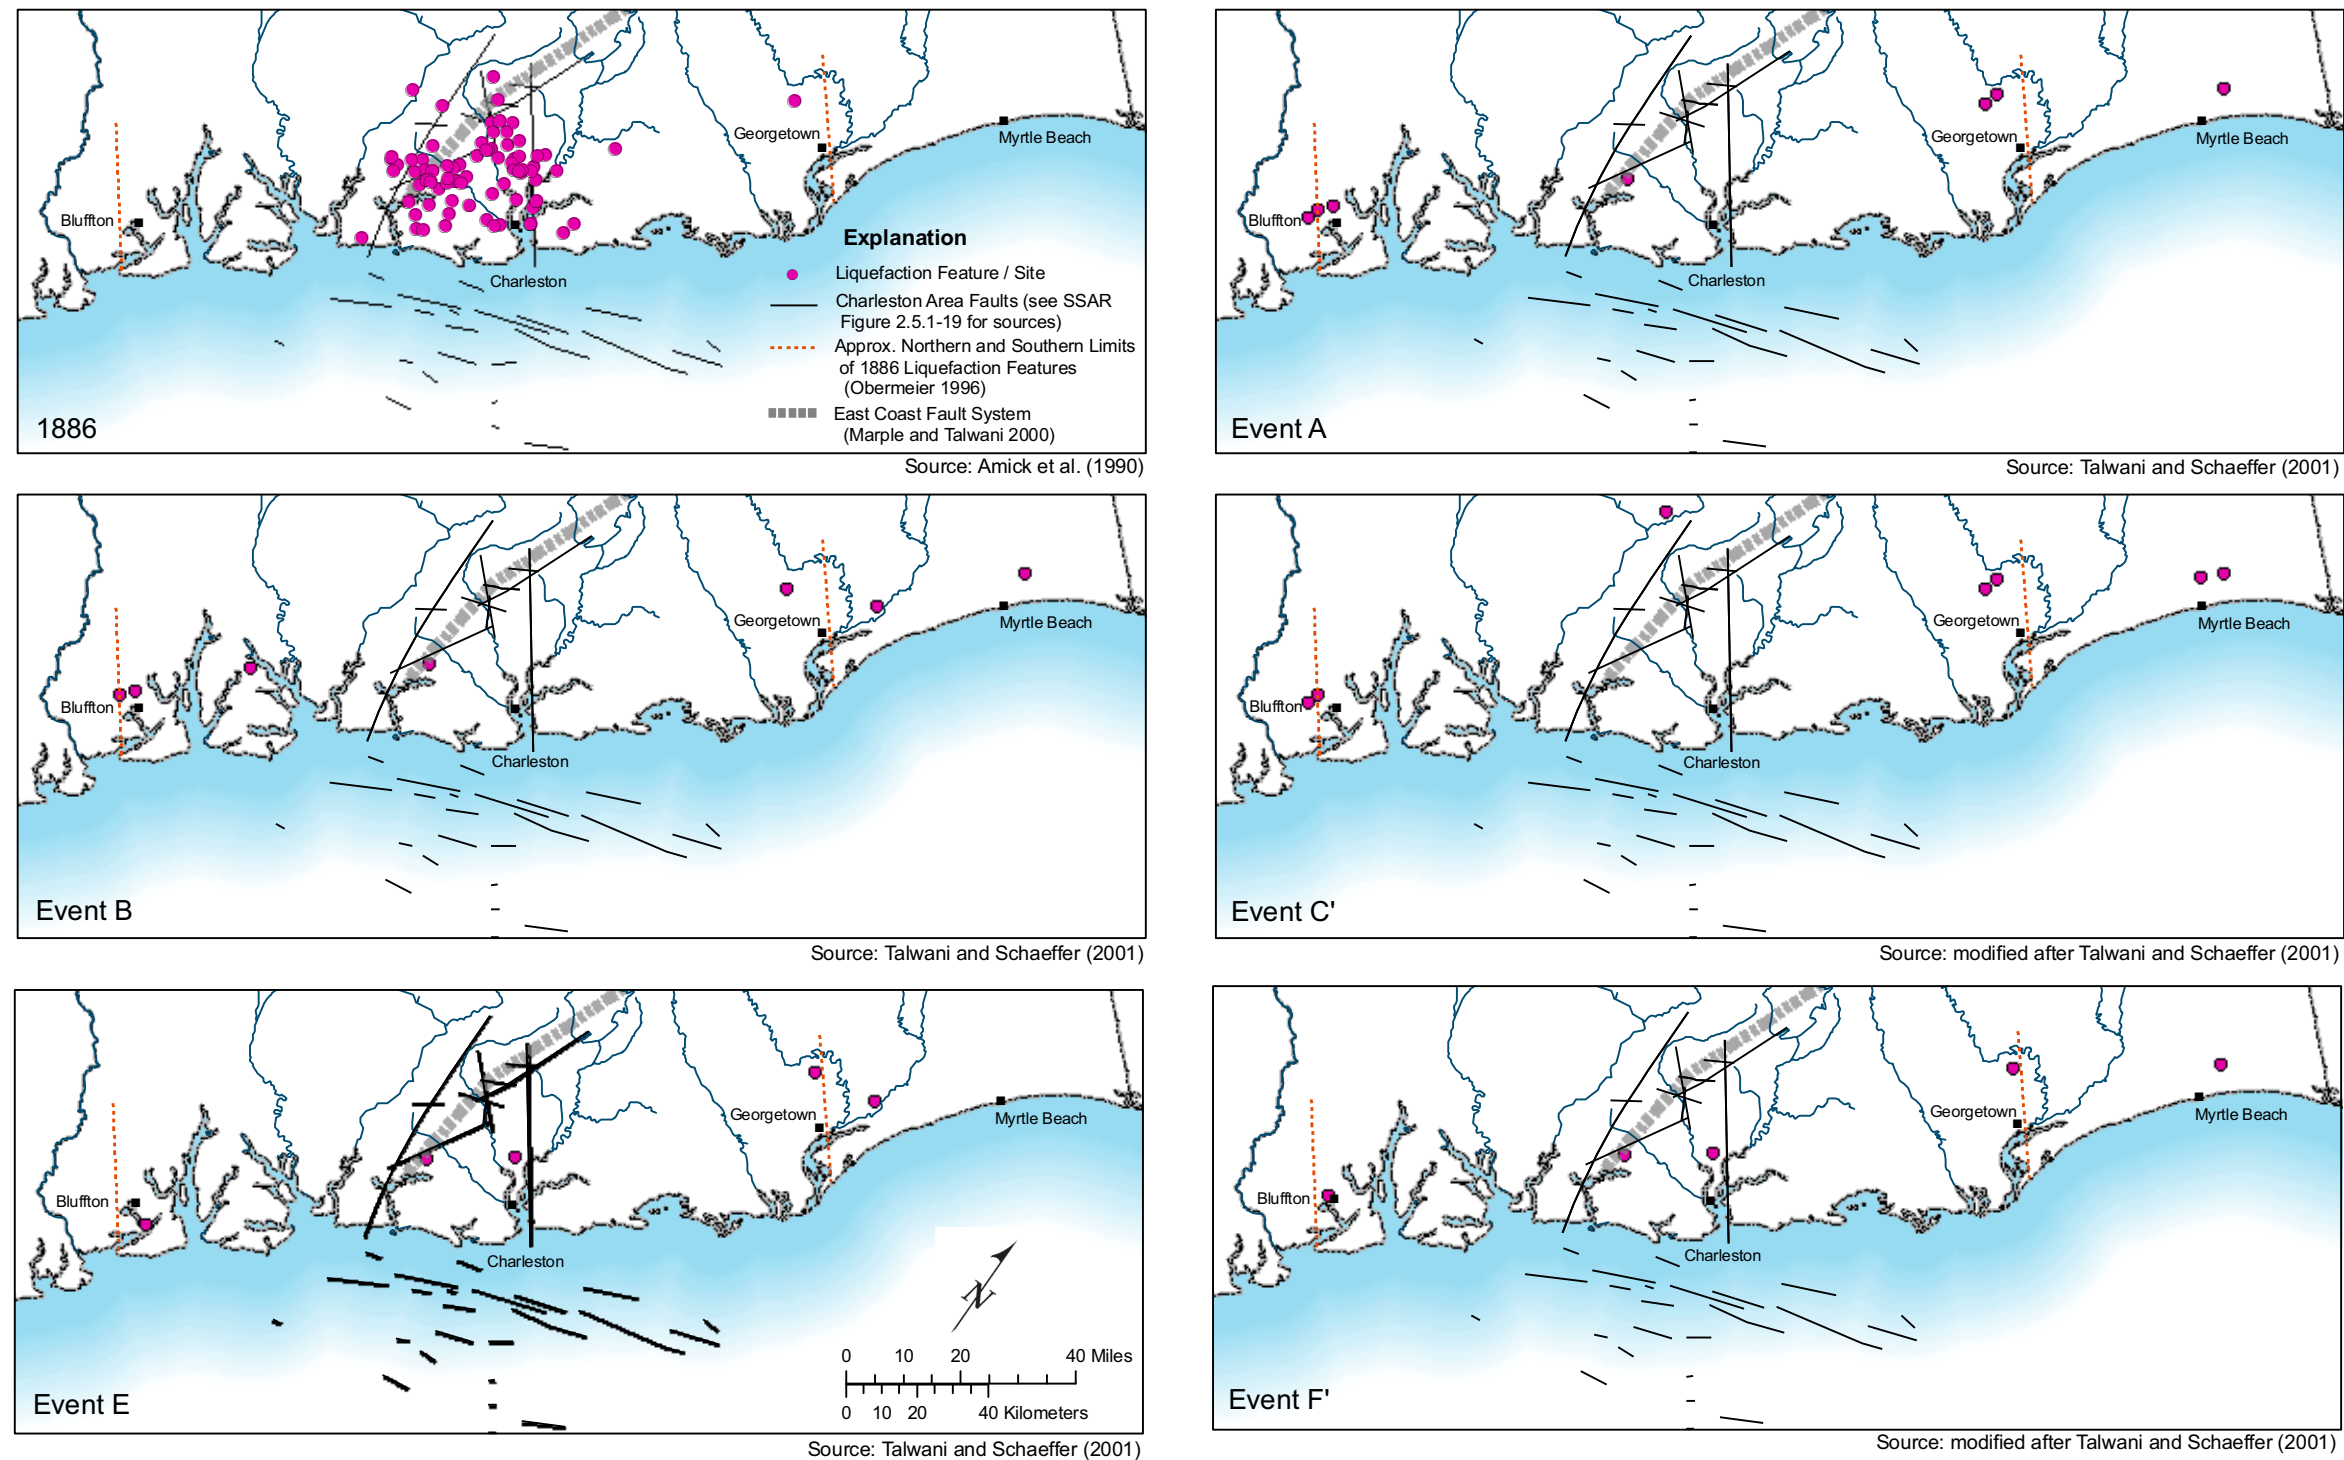 Georgetown
Myrtle Beach
Bluffton
Charleston
Explanation
Liquefaction Feature / Site
Charleston Area Faults (see SSAR
Figure 2.5.1-19 for sources)
Approx. Northern and Southern Limits
of 1886 Liquefaction Features
(Obermeier 1996)
East Coast Fault System
(Marple and Talwani 2000)
1886
Source: Amick et al. (1990)
Georgetown
Myrtle Beach
Bluffton
Charleston
Event A
Source: Talwani and Schaeffer (2001)
Georgetown
Myrtle Beach
Bluffton
Charleston
Event B
Source: Talwani and Schaeffer (2001)
Georgetown
Myrtle Beach
Bluffton
Charleston
Event C'
Source: modified after Talwani and Schaeffer (2001)
Georgetown
Myrtle Beach
Bluffton
Charleston
N
0 10 20 40 Miles
0 10 20 40 Kilometers
Event E
Source: Talwani and Schaeffer (2001)
Georgetown
Myrtle Beach
Bluffton
Charleston
Event F'
Source: modified after Talwani and Schaeffer (2001)